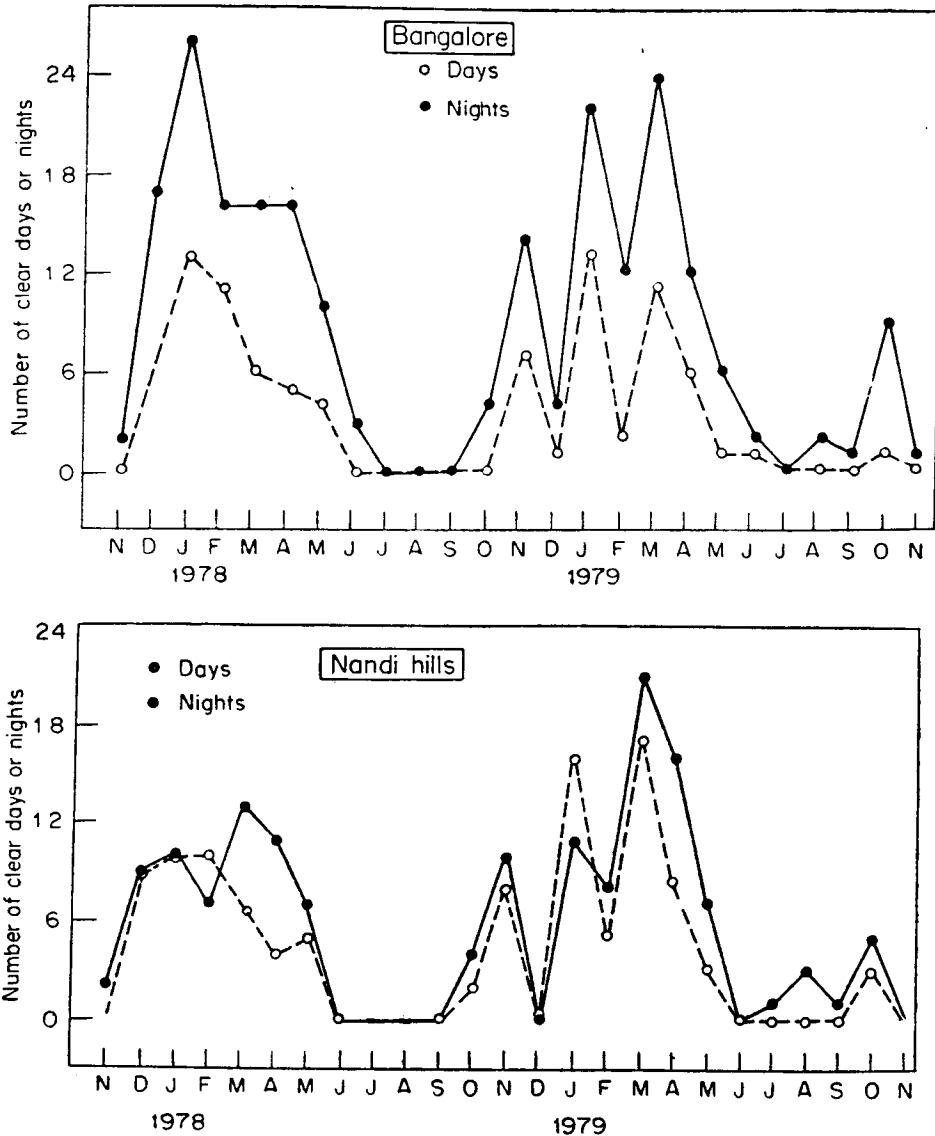 Bangalore
Days
Nights
Number of clear days or nights
24
18
12
6
0
N D J F M A M J J A S O N D J F M A M J J A S O N
1978 1979
Nandi hills
Days
Nights
Number of clear days or nights
24
18
12
6
0
N D J F M A M J J A S O N D J F M A M J J A S O N
1978 1979